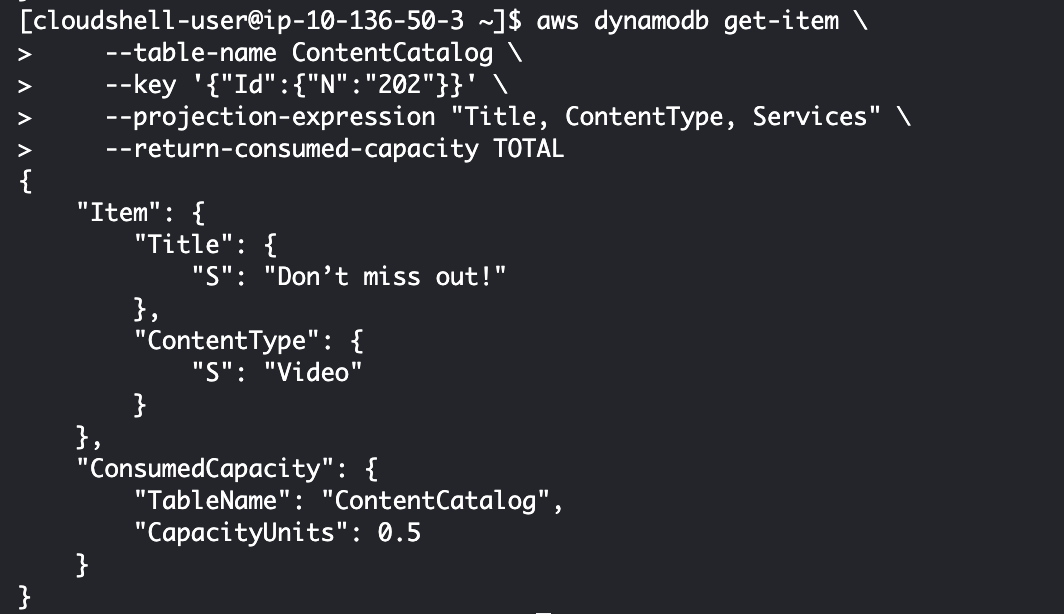 [cloudshell-user@ip-10-136-50-3 ~]$ aws dynamodb get-item \
>     --table-name ContentCatalog \
>     --key '{"Id":{"N":"202"}}' \
>     --projection-expression "Title, ContentType, Services" \
>     --return-consumed-capacity TOTAL
{
    "Item": {
        "Title": {
            "S": "Don’t miss out!"
        },
        "ContentType": {
            "S": "Video"
        }
    },
    "ConsumedCapacity": {
        "TableName": "ContentCatalog",
        "CapacityUnits": 0.5
    }
}